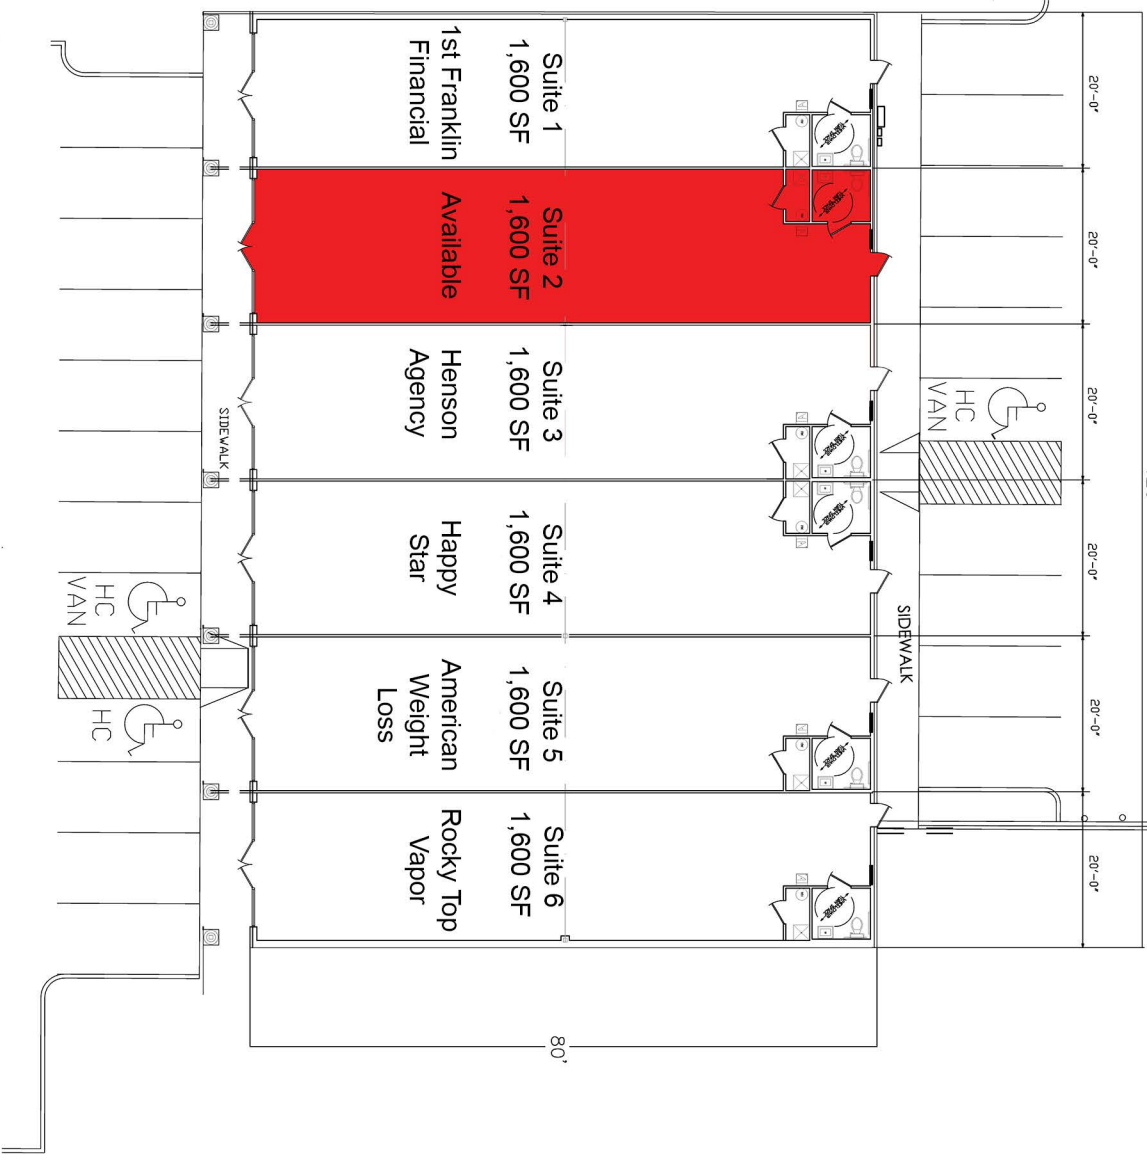 Suite 1
1,600 SF
1st Franklin
Financial
Suite 2
1,600 SF
Available
Suite 3
1,600 SF
Henson
Agency
Suite 4
1,600 SF
Happy
Star
Suite 5
1,600 SF
American
Weight
Loss
Suite 6
1,600 SF
Rocky Top
Vapor
20'-0"
20'-0"
20'-0"
20'-0"
20'-0"
20'-0"
80'
SIDEWALK
SIDEWALK
HC
VAN
HC
VAN
HC